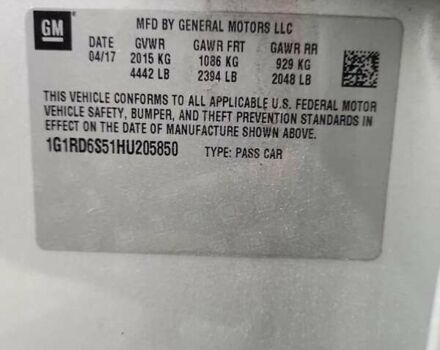 GM
MFD BY GENERAL MOTORS LLC
DATE GVWR GAWR FRT GAWR RR
04/17 2015 KG 1086 KG 929 KG
4442 LB 2394 LB 2048 LB
THIS VEHICLE CONFORMS TO ALL APPLICABLE U.S. FEDERAL MOTOR
VEHICLE SAFETY, BUMPER, AND THEFT PREVENTION STANDARDS IN
EFFECT ON THE DATE OF MANUFACTURE SHOWN ABOVE.
1G1RD6S51HU205850 TYPE: PASS CAR